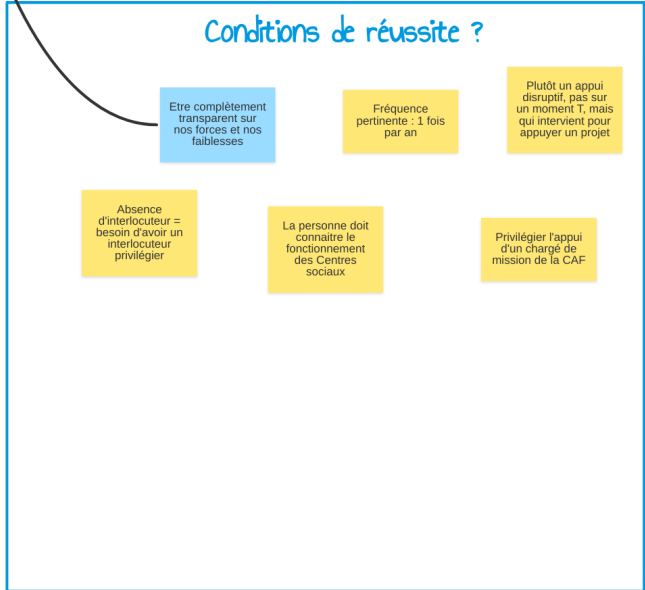 Conditions de réussite ?
Etre complètement
transparent sur
nos forces et nos
faiblesses
Fréquence
pertinente : 1 fois
par an
Plutôt un appui
disruptif, pas sur
un moment T, mais
qui intervient pour
appuyer un projet
Absence
d'interlocuteur =
besoin d'avoir un
interlocuteur
privilégier
La personne doit
connaitre le
fonctionnement
des Centres
sociaux
Privilégier l'appui
d'un chargé de
mission de la CAF